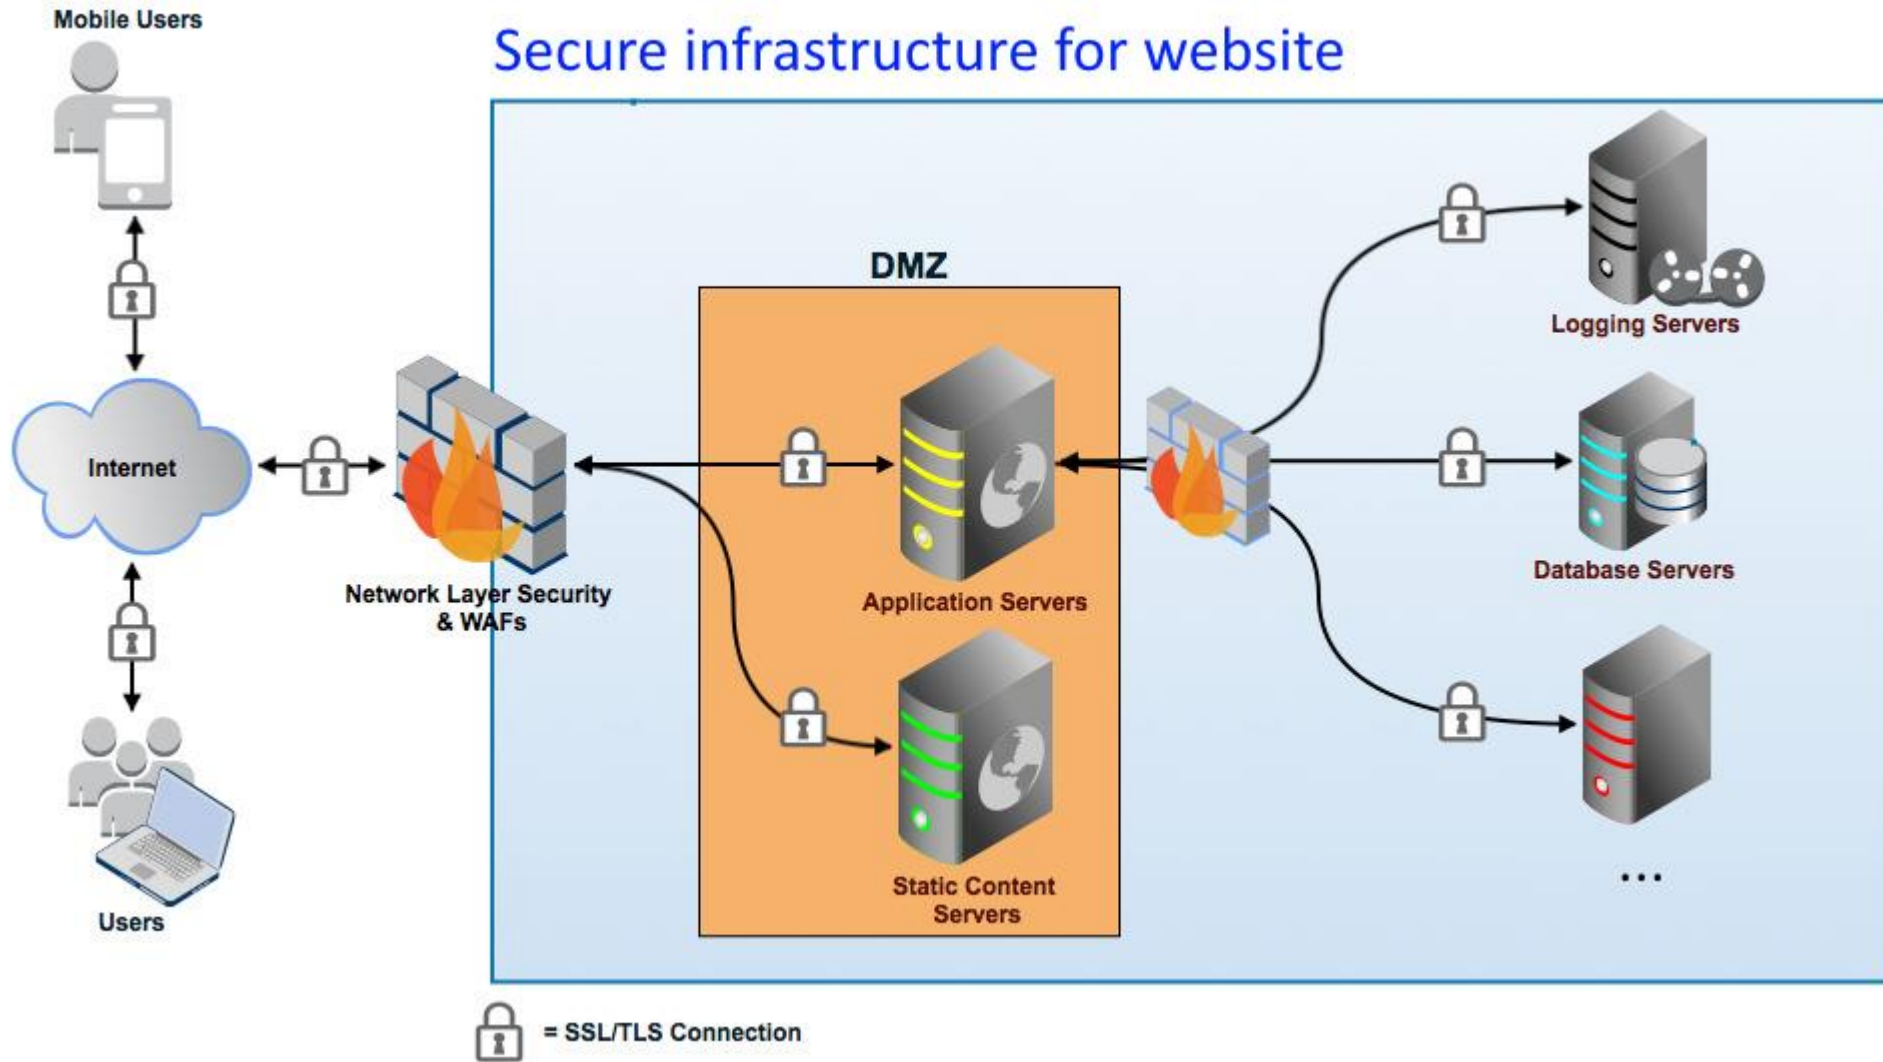 Mobile Users
Secure infrastructure for website
DMZ
Logging Servers
Internet
Network Layer Security
& WAFs
Application Servers
Database Servers
Static Content
Servers
...
Users
= SSL/TLS Connection